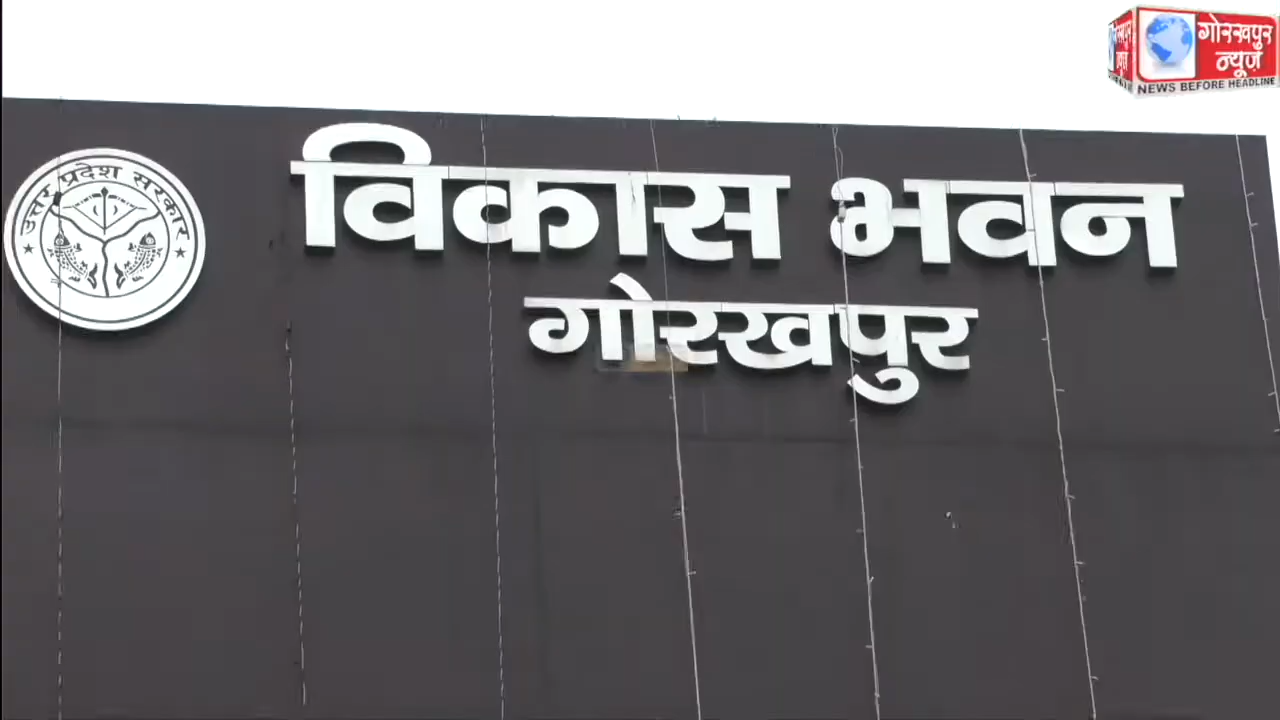 गोरखपुर
न्यूज़
NEWS BEFORE HEADLINE
उत्तर प्रदेश सरकार
विकास भवन
गोरखपुर